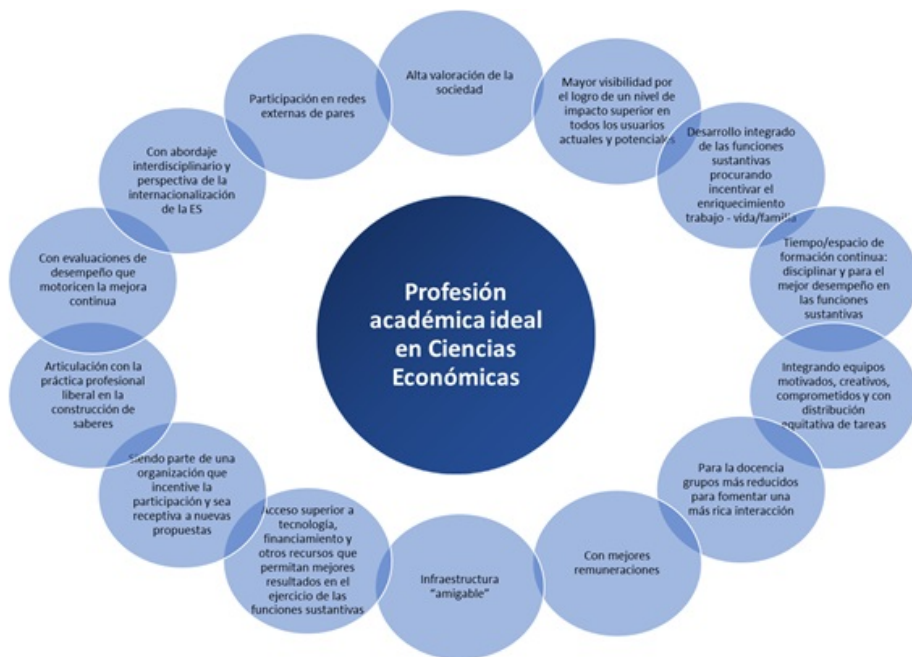 Alta valoración de la
sociedad
Mayor visibilidad por
el logro de un nivel de
impacto superior en
todos los usuarios
actuales y potenciales
Desarrollo integrado
de las funciones
sustantivas
procurando
incentivar el
enriquecimiento
trabajo - vida/familia
Tiempo/espacio de
formación continua:
disciplinar y para el
mejor desempeño en
las funciones
sustantivas
Integrando equipos
motivados, creativos,
comprometidos y con
distribución
equitativa de tareas
Para la docencia
grupos más reducidos
para fomentar una
más rica interacción
Con mejores
remuneraciones
Infraestructura
"amigable"
Acceso superior a
tecnología,
financiamiento y
otros recursos que
permitan mejores
resultados en el
ejercicio de las
funciones sustantivas
Siendo parte de una
organización que
incentive la
participación y sea
receptiva a nuevas
propuestas
Articulación con la
práctica profesional
liberal en la
construcción de
saberes
Con evaluaciones de
desempeño que
motoricen la mejora
continua
Con abordaje
interdisciplinario y
perspectiva de la
internacionalización
de la ES
Participación en redes
externas de pares
Profesión
académica ideal
en Ciencias
Económicas